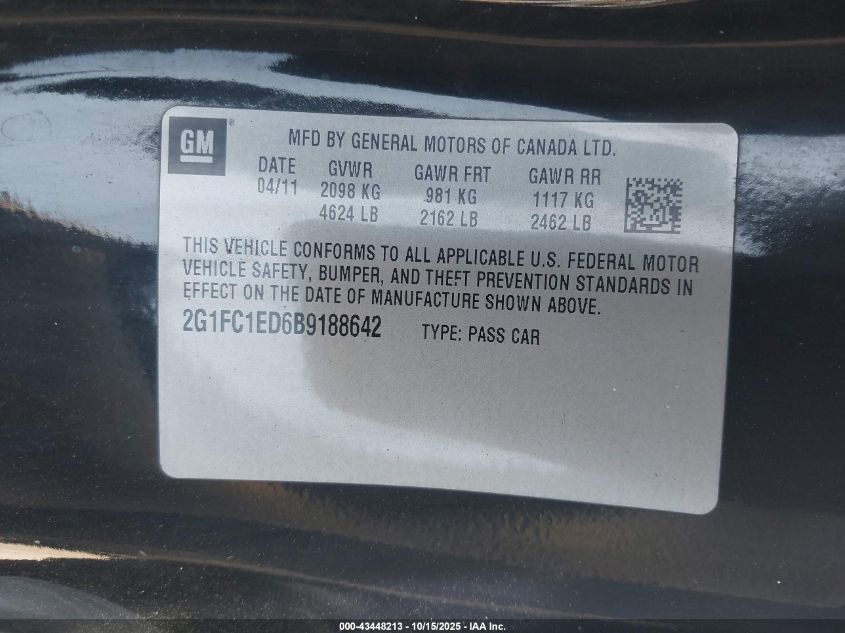 GM
MFD BY GENERAL MOTORS OF CANADA LTD.
DATE GVWR GAWR FRT GAWR RR
04/11 2098 KG 981 KG 1117 KG
4624 LB 2162 LB 2462 LB
THIS VEHICLE CONFORMS TO ALL APPLICABLE U.S. FEDERAL MOTOR
VEHICLE SAFETY, BUMPER, AND THEFT PREVENTION STANDARDS IN
EFFECT ON THE DATE OF MANUFACTURE SHOWN ABOVE.
2G1FC1ED6B9188642 TYPE: PASS CAR
000-43448213 - 10/15/2025 - IAA Inc.